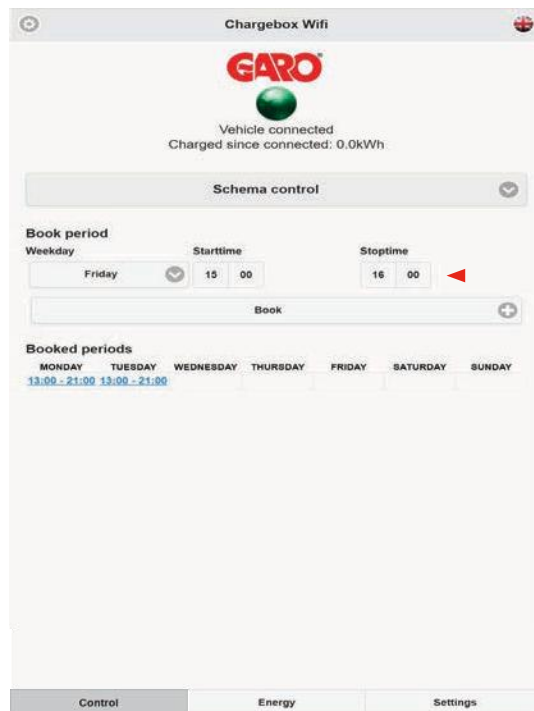 Chargebox Wifi
GARO
Vehicle connected
Charged since connected: 0.0kWh
Schema control
Book period
Weekday Starttime Stoptime
Friday 15 00 16 00
Book
Booked periods
MONDAY TUESDAY WEDNESDAY THURSDAY FRIDAY SATURDAY SUNDAY
13:00 - 21:00 13:00 - 21:00
Control Energy Settings